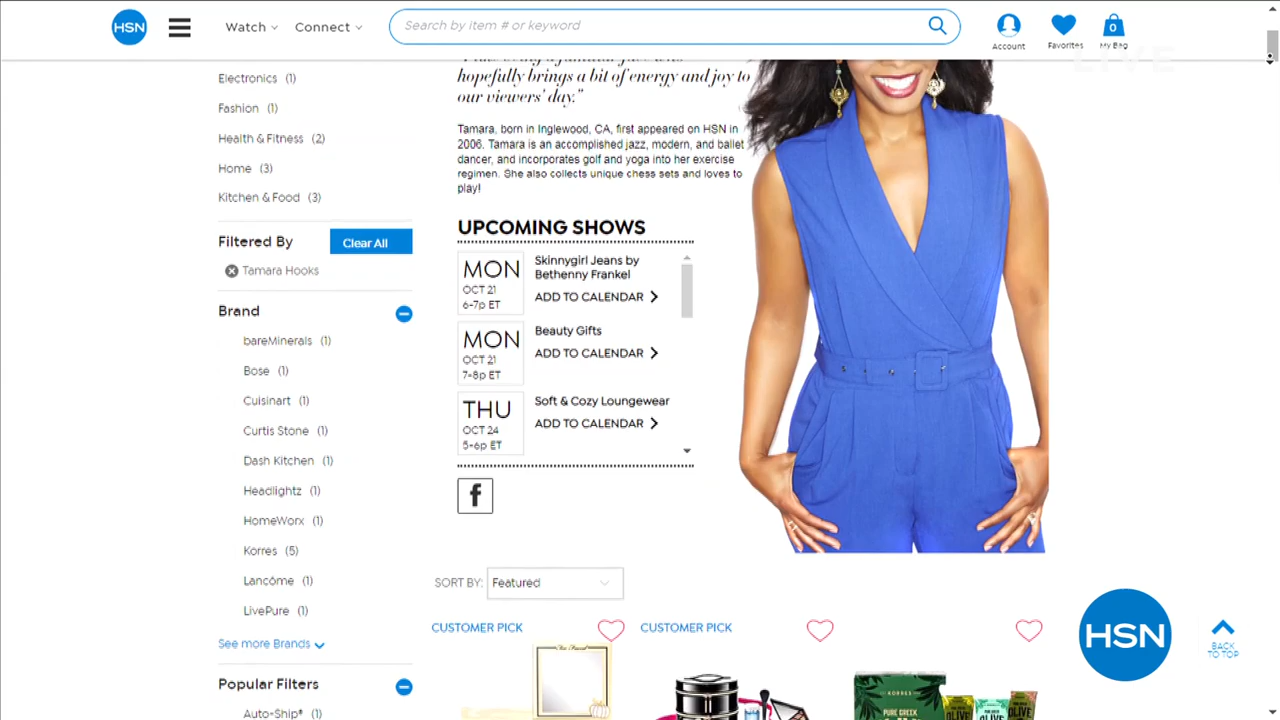 HSN
Watch
Connect
Search by item # or keyword
Account
Favorites
0
My Bag
LIVE
Electronics (1)
Fashion (1)
Health & Fitness (2)
Home (3)
Kitchen & Food (3)
Filtered By
Clear All
Tamara Hooks
Brand
bareMinerals (1)
Bose (1)
Cuisinart (1)
Curtis Stone (1)
Dash Kitchen (1)
Headlightz (1)
HomeWorx (1)
Korres (5)
Lancôme (1)
LivePure (1)
See more Brands
Popular Filters
Auto-Ship® (1)
hopefully brings a bit of energy and joy to
our viewers' day."
Tamara, born in Inglewood, CA, first appeared on HSN in
2006. Tamara is an accomplished jazz, modern, and ballet
dancer, and incorporates golf and yoga into her exercise
regimen. She also collects unique chess sets and loves to
play!
UPCOMING SHOWS
MON
OCT 21
6-7p ET
Skinnygirl Jeans by
Bethenny Frankel
ADD TO CALENDAR
MON
OCT 21
7-8p ET
Beauty Gifts
ADD TO CALENDAR
THU
OCT 24
5-6p ET
Soft & Cozy Loungewear
ADD TO CALENDAR
f
SORT BY:
Featured
CUSTOMER PICK
CUSTOMER PICK
Too Faced
KORRES
PURE GREEK
OLIVE
OLIVE
HSN
BACK
TO TOP